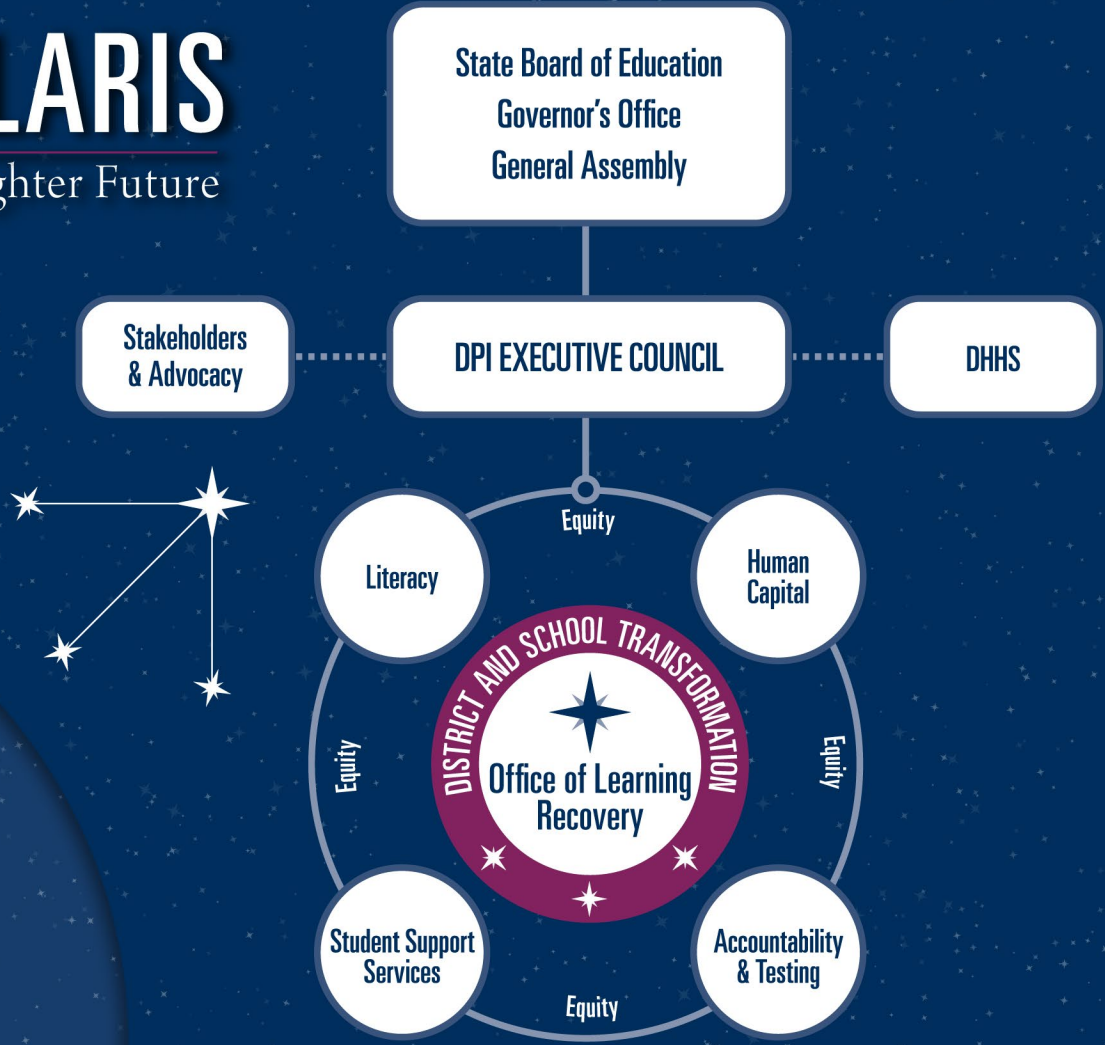 LARIS
ghter Future
State Board of Education
Governor's Office
General Assembly
Stakeholders
& Advocacy
DPI EXECUTIVE COUNCIL
DHHS
Equity
Literacy
Human
Capital
DISTRICT AND SCHOOL TRANSFORMATION
Equity
Office of Learning
Recovery
Equity
Student Support
Services
Accountability
& Testing
Equity